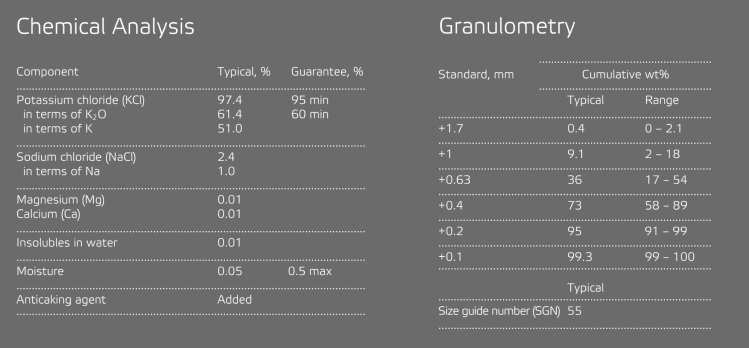 Chemical Analysis
Component Typical, % Guarantee, %
Potassium chloride (KCl) 97.4 95 min
in terms of K₂O 61.4 60 min
in terms of K 51.0
Sodium chloride (NaCl) 2.4
in terms of Na 1.0
Magnesium (Mg) 0.01
Calcium (Ca) 0.01
Insolubles in water 0.01
Moisture 0.05 0.5 max
Anticaking agent Added
Granulometry
Standard, mm Cumulative wt%
Typical Range
+1.7 0.4 0 – 2.1
+1 9.1 2 – 18
+0.63 36 17 – 54
+0.4 73 58 – 89
+0.2 95 91 – 99
+0.1 99.3 99 – 100
Typical
Size guide number (SGN) 55